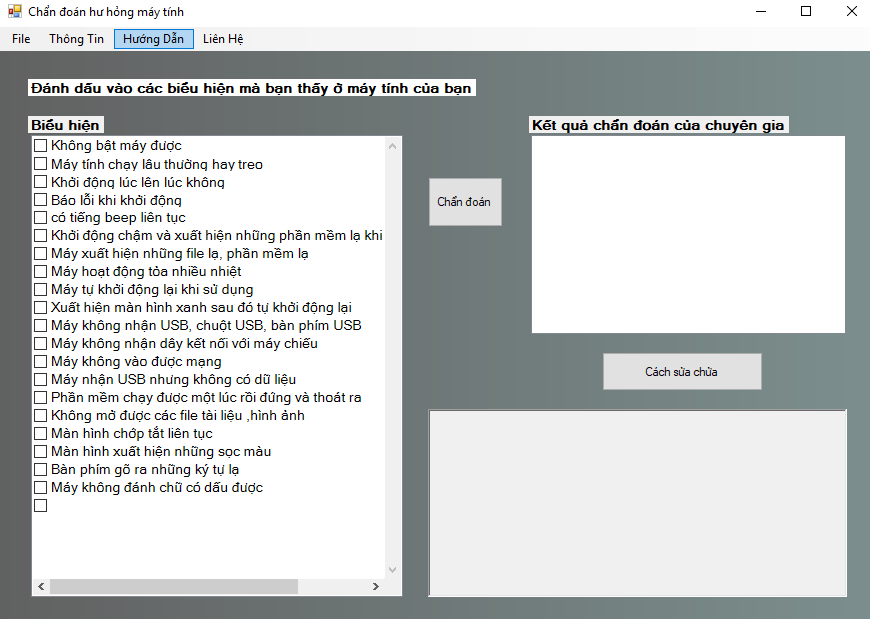 Chẩn đoán hư hỏng máy tính
File Thông Tin Hướng Dẫn Liên Hệ
Đánh dấu vào các biểu hiện mà bạn thấy ở máy tính của bạn
Biểu hiện
Không bật máy được
Máy tính chạy lâu thường hay treo
Khởi động lúc lên lúc không
Báo lỗi khi khởi động
có tiếng beep liên tục
Khởi động chậm và xuất hiện những phần mềm lạ khi
Máy xuất hiện những file lạ, phần mềm lạ
Máy hoạt động tỏa nhiều nhiệt
Máy tự khởi động lại khi sử dụng
Xuất hiện màn hình xanh sau đó tự khởi động lại
Máy không nhận USB, chuột USB, bàn phím USB
Máy không nhận dây kết nối với máy chiếu
Máy không vào được mạng
Máy nhận USB nhưng không có dữ liệu
Phần mềm chạy được một lúc rồi đứng và thoát ra
Không mở được các file tài liệu ,hình ảnh
Màn hình chớp tắt liên tục
Màn hình xuất hiện những sọc màu
Bàn phím gõ ra những ký tự lạ
Máy không đánh chữ có dấu được
Chẩn đoán
Kết quả chẩn đoán của chuyên gia
Cách sửa chửa